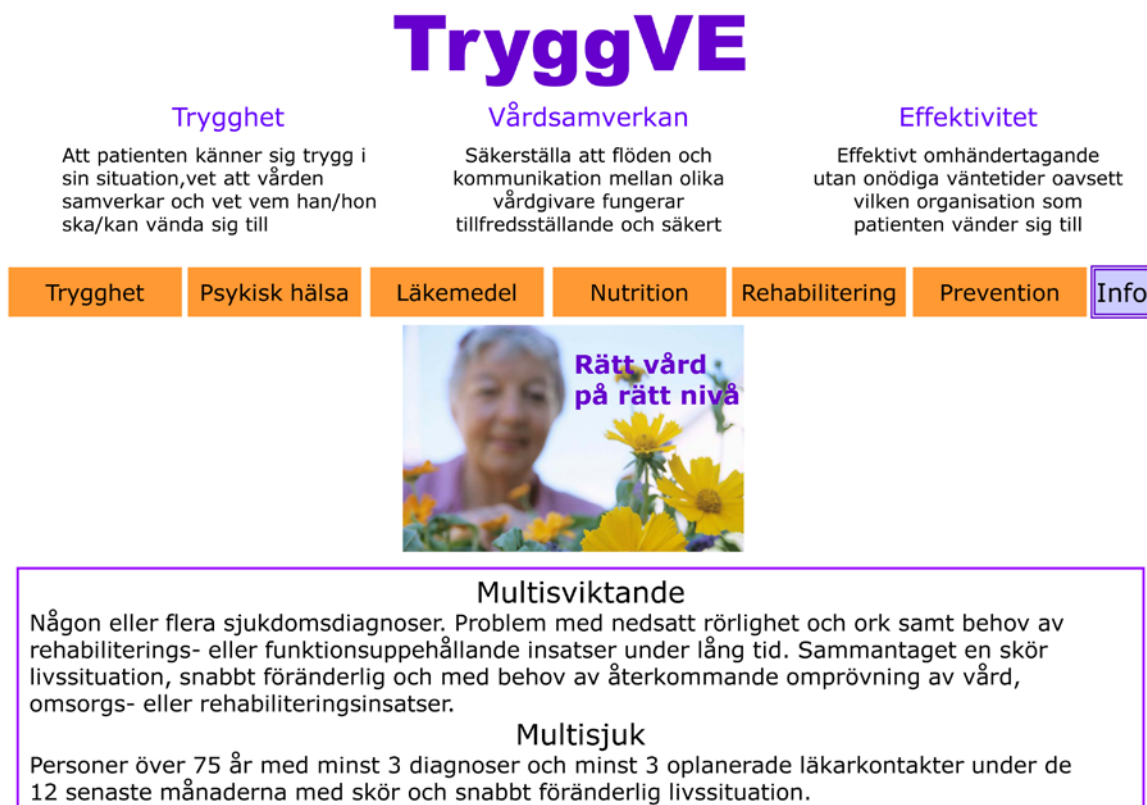 TryggVE
Trygghet
Att patienten känner sig trygg i
sin situation,vet att vården
samverkar och vet vem han/hon
ska/kan vända sig till
Vårdsamverkan
Säkerställa att flöden och
kommunikation mellan olika
vårdgivare fungerar
tillfredsställande och säkert
Effektivitet
Effektivt omhändertagande
utan onödiga väntetider oavsett
vilken organisation som
patienten vänder sig till
Trygghet
Psykisk hälsa
Läkemedel
Nutrition
Rehabilitering
Prevention
Info
Rätt vård
på rätt nivå
Multisviktande
Någon eller flera sjukdomsdiagnoser. Problem med nedsatt rörlighet och ork samt behov av
rehabiliterings- eller funktionsuppehållande insatser under lång tid. Sammantaget en skör
livssituation, snabbt föränderlig och med behov av återkommande omprövning av vård,
omsorgs- eller rehabiliteringsinsatser.
Multisjuk
Personer över 75 år med minst 3 diagnoser och minst 3 oplanerade läkarkontakter under de
12 senaste månaderna med skör och snabbt föränderlig livssituation.